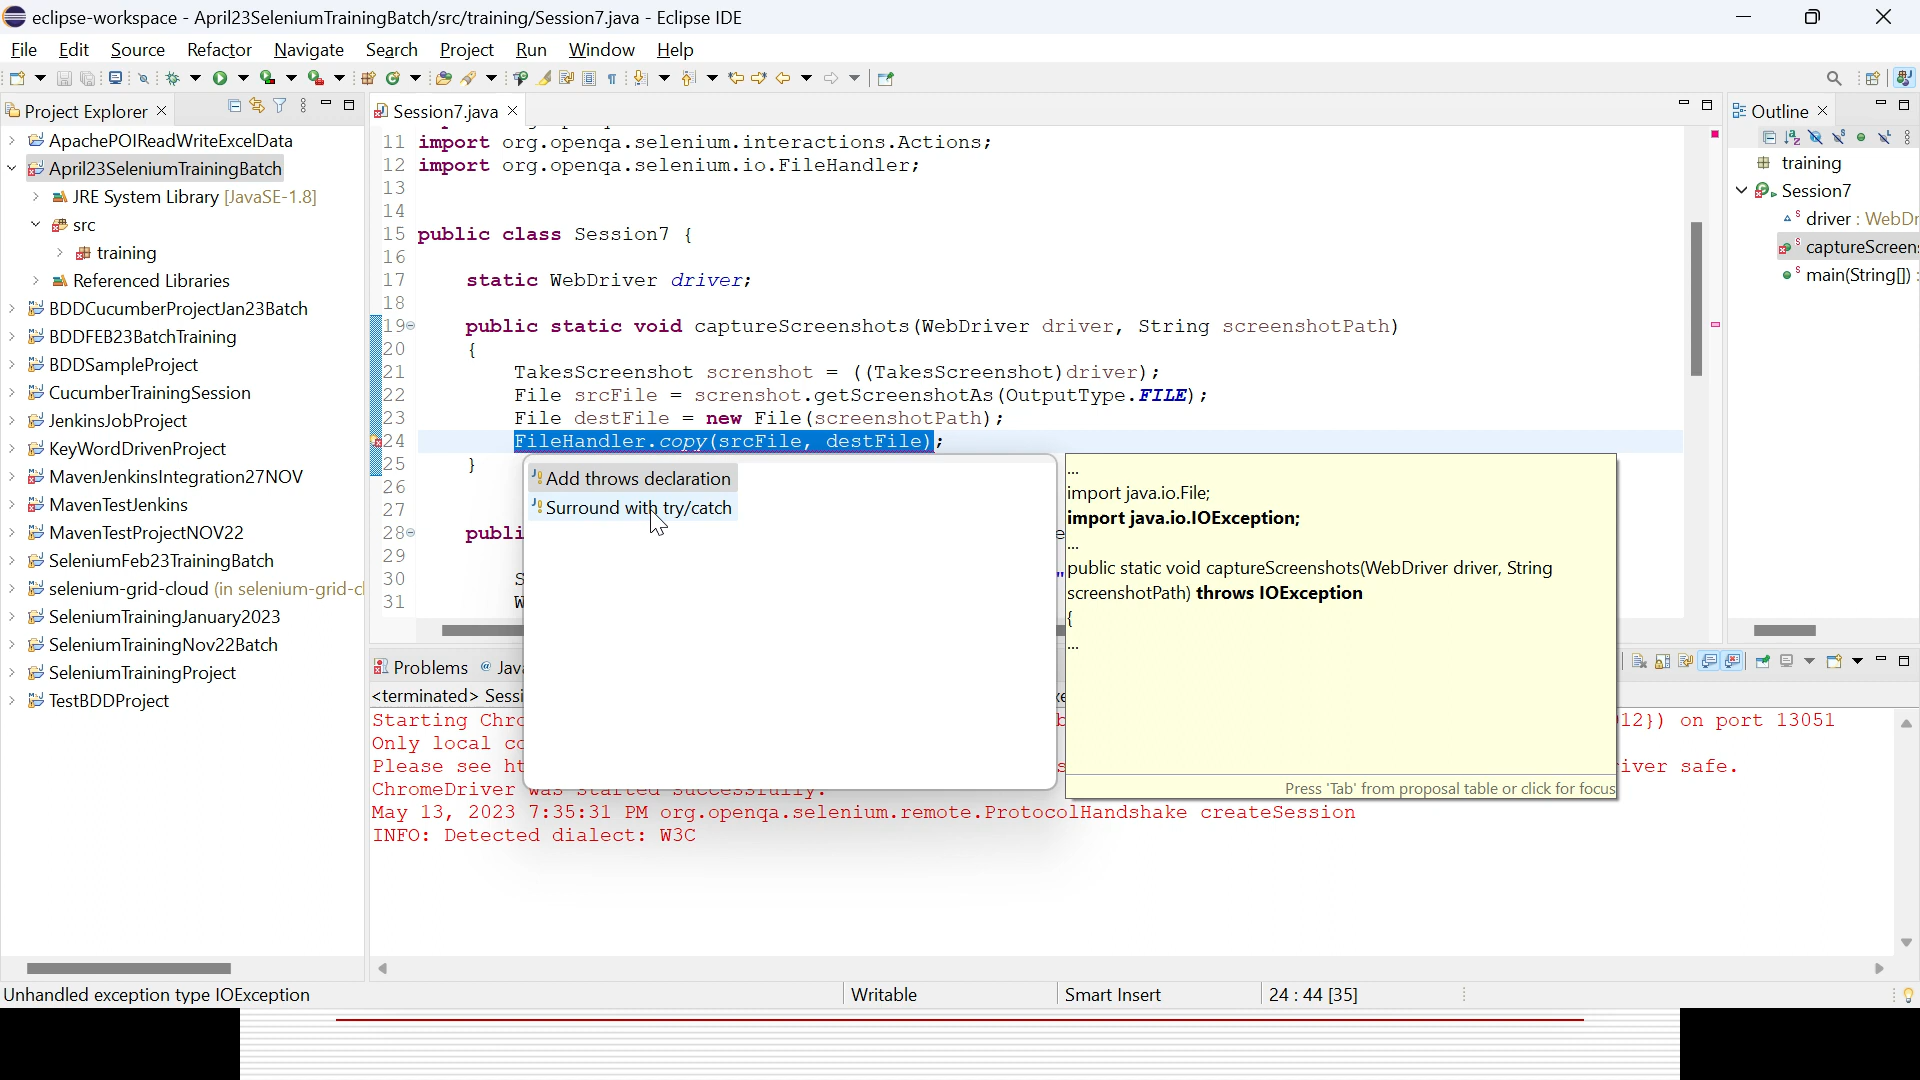 eclipse-workspace - April23SeleniumTrainingBatch/src/training/Session7.java - Eclipse IDE
File Edit Source Refactor Navigate Search Project Run Window Help
Project Explorer
ApachePOIReadWriteExcelData
April23SeleniumTrainingBatch
JRE System Library [JavaSE-1.8]
src
training
Referenced Libraries
BDDCucumberProjectJan23Batch
BDDFEB23BatchTraining
BDDSampleProject
CucumberTrainingSession
JenkinsJobProject
KeyWordDrivenProject
MavenJenkinsIntegration27NOV
MavenTestJenkins
MavenTestProjectNOV22
SeleniumFeb23TrainingBatch
selenium-grid-cloud (in selenium-grid-cl
SeleniumTrainingJanuary2023
SeleniumTrainingNov22Batch
SeleniumTrainingProject
TestBDDProject
Session7.java
11 import org.openqa.selenium.interactions.Actions;
12 import org.openqa.selenium.io.FileHandler;
13
14
15 public class Session7 {
16
17 static WebDriver driver;
18
19 public static void captureScreenshots(WebDriver driver, String screenshotPath)
20 {
21 TakesScreenshot screnshot = ((TakesScreenshot)driver);
22 File srcFile = screnshot.getScreenshotAs(OutputType.FILE);
23 File destFile = new File(screenshotPath);
24 FileHandler.copy(srcFile, destFile);
25 }
26
27
28 publi
29
30 S
31 W
Add throws declaration
Surround with try/catch
...
import java.io.File;
import java.io.IOException;
...
public static void captureScreenshots(WebDriver driver, String
screenshotPath) throws IOException
{
...
Press 'Tab' from proposal table or click for focus
Outline
training
Session7
driver : WebDr
captureScreens
main(String[]) :
Problems @ Jav
<terminated> Sessi
Starting Chro 12}) on port 13051
Only local co
Please see ht iver safe.
ChromeDriver was started successfully.
May 13, 2023 7:35:31 PM org.openqa.selenium.remote.ProtocolHandshake createSession
INFO: Detected dialect: W3C
Unhandled exception type IOException Writable Smart Insert 24 : 44 [35]